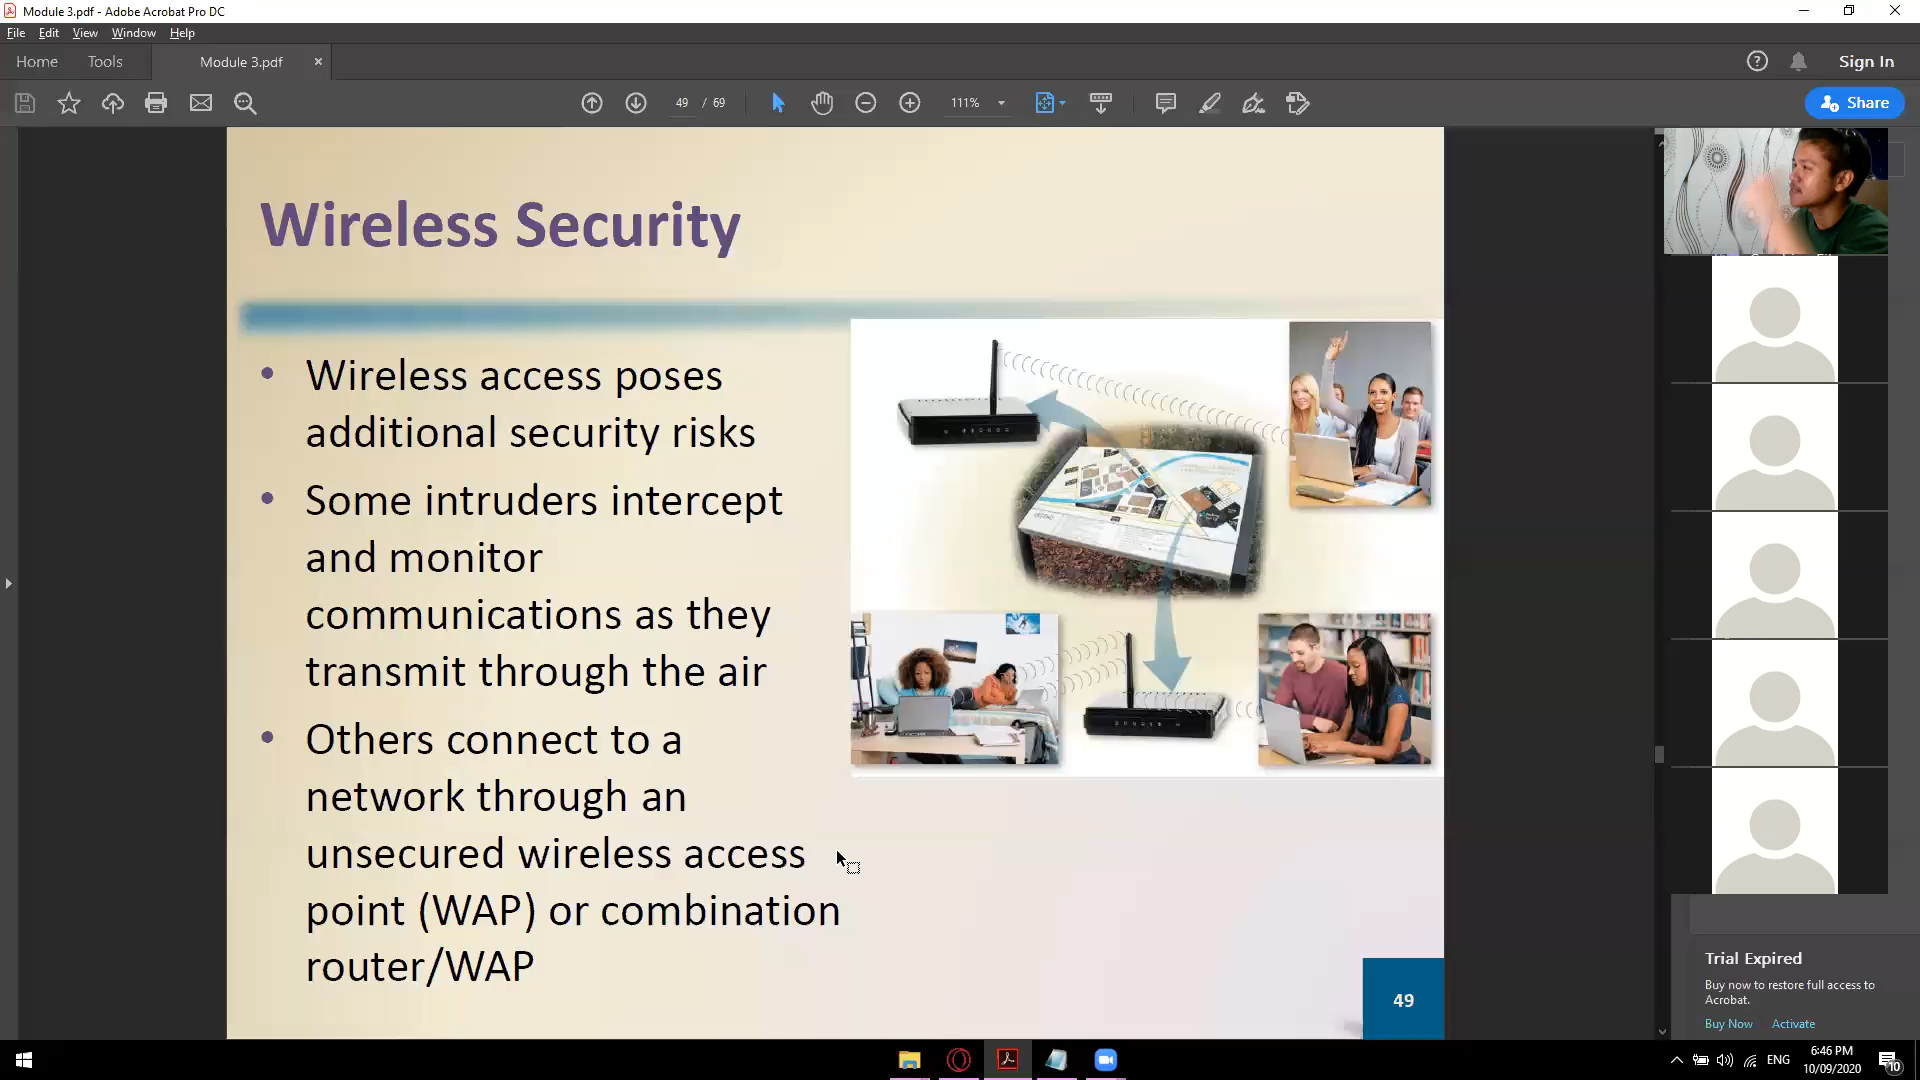 Module 3.pdf - Adobe Acrobat Pro DC
File Edit View Window Help
Home Tools Module 3.pdf Sign In
49 / 69 111% Share
Wireless Security
• Wireless access poses
additional security risks
• Some intruders intercept
and monitor
communications as they
transmit through the air
• Others connect to a
network through an
unsecured wireless access
point (WAP) or combination
router/WAP
49
Trial Expired
Buy now to restore full access to
Acrobat.
Buy Now Activate
ENG
6:46 PM
10/09/2020
10